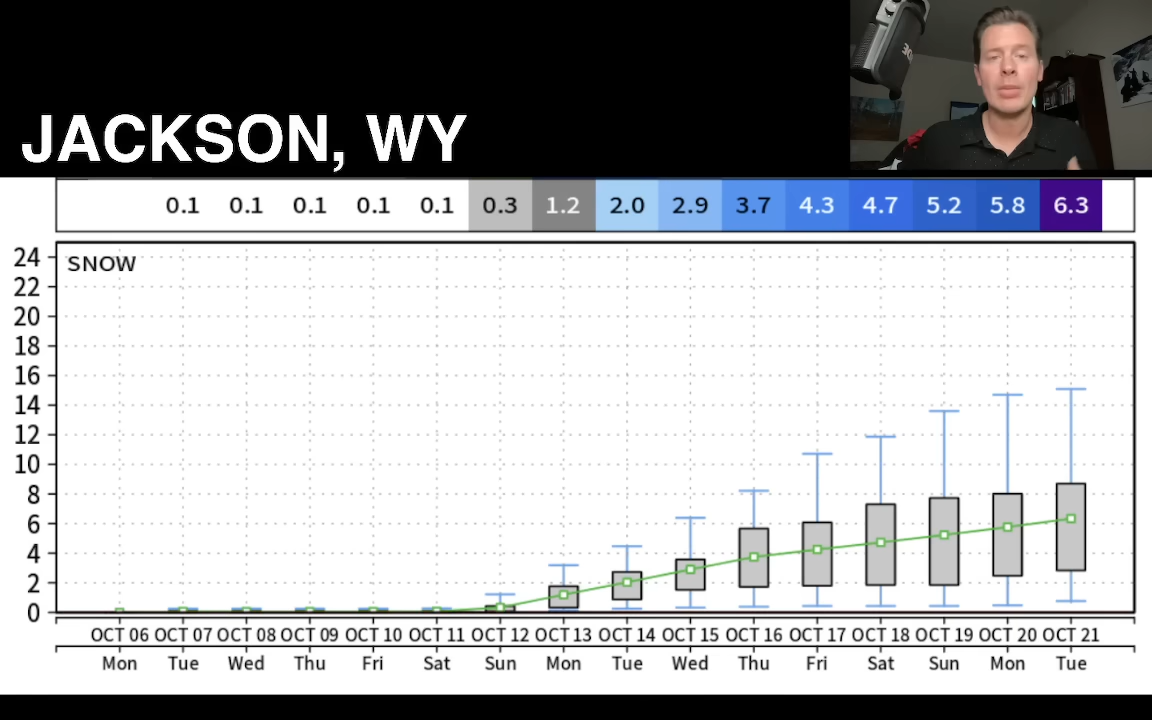 JACKSON, WY
0.1 0.1 0.1 0.1 0.1 0.3 1.2 2.0 2.9 3.7 4.3 4.7 5.2 5.8 6.3
SNOW
24
22
20
18
16
14
12
10
8
6
4
2
0
OCT 06 OCT 07 OCT 08 OCT 09 OCT 10 OCT 11 OCT 12 OCT 13 OCT 14 OCT 15 OCT 16 OCT 17 OCT 18 OCT 19 OCT 20 OCT 21
Mon Tue Wed Thu Fri Sat Sun Mon Tue Wed Thu Fri Sat Sun Mon Tue